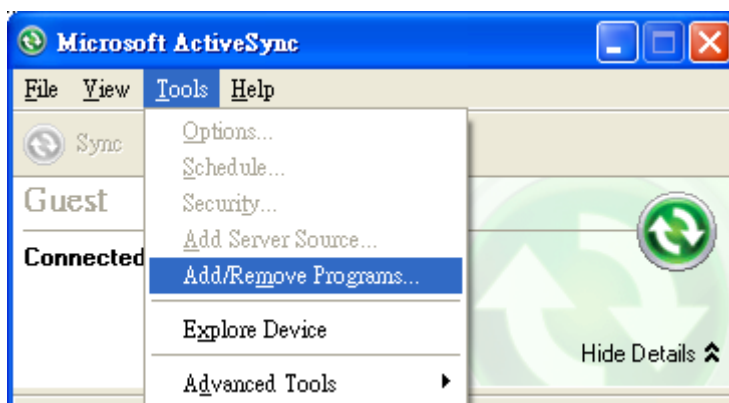 Microsoft ActiveSync
File View Tools Help
Sync
Options...
Schedule...
Guest
Security...
Add Server Source...
Connected
Add/Remove Programs...
Explore Device
Hide Details
Advanced Tools